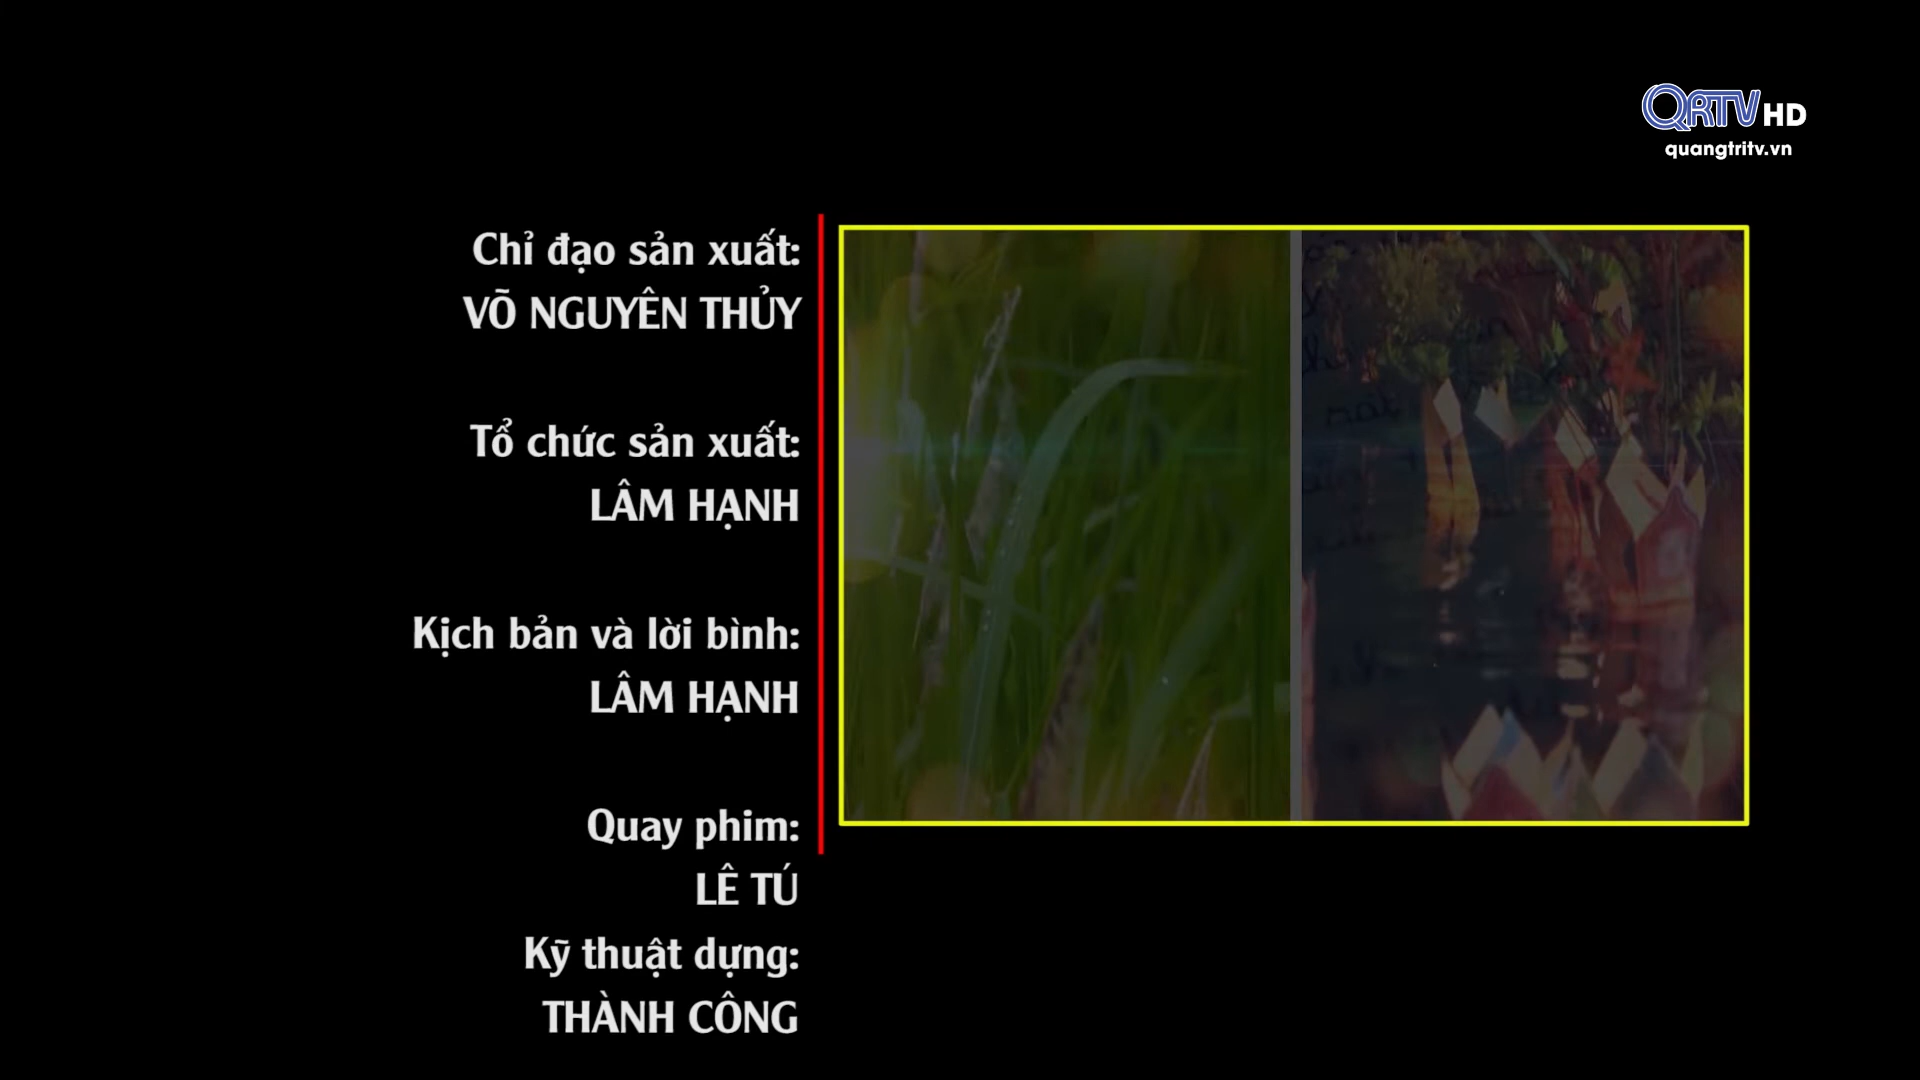 QRTV HD
quangtritv.vn
Chỉ đạo sản xuất:
VÕ NGUYÊN THỦY
Tổ chức sản xuất:
LÂM HẠNH
Kịch bản và lời bình:
LÂM HẠNH
Quay phim:
LÊ TÚ
Kỹ thuật dựng:
THÀNH CÔNG